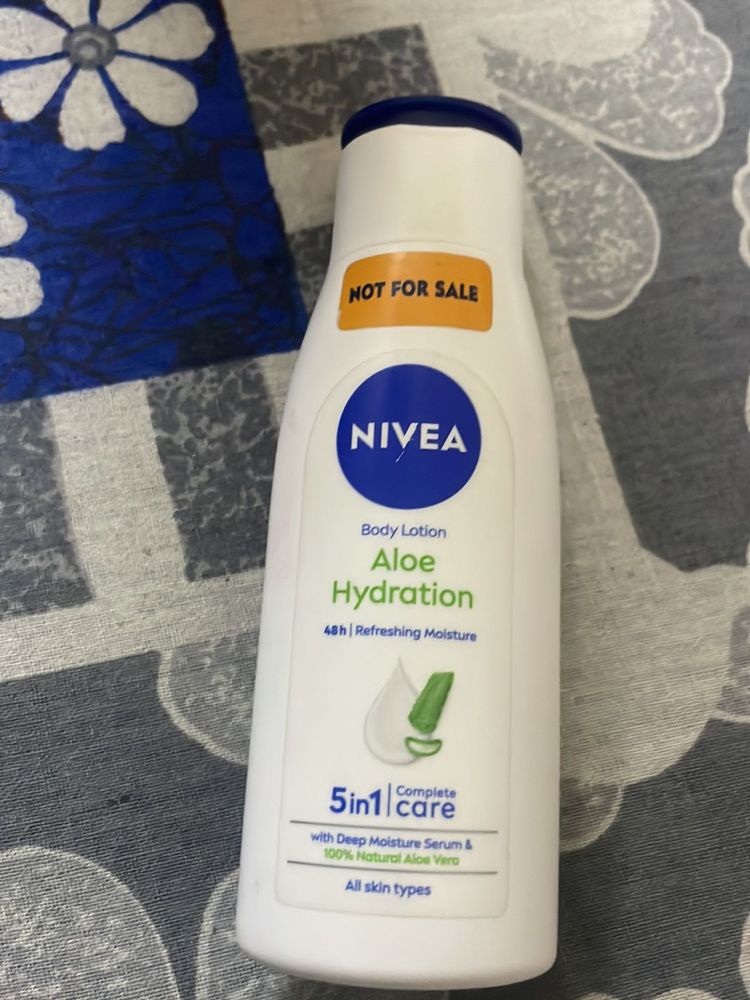 NOT FOR SALE
NIVEA
Body Lotion
Aloe
Hydration
48h | Refreshing Moisture
5in1 | Complete
care
with Deep Moisture Serum &
100% Natural Aloe Vera
All skin types